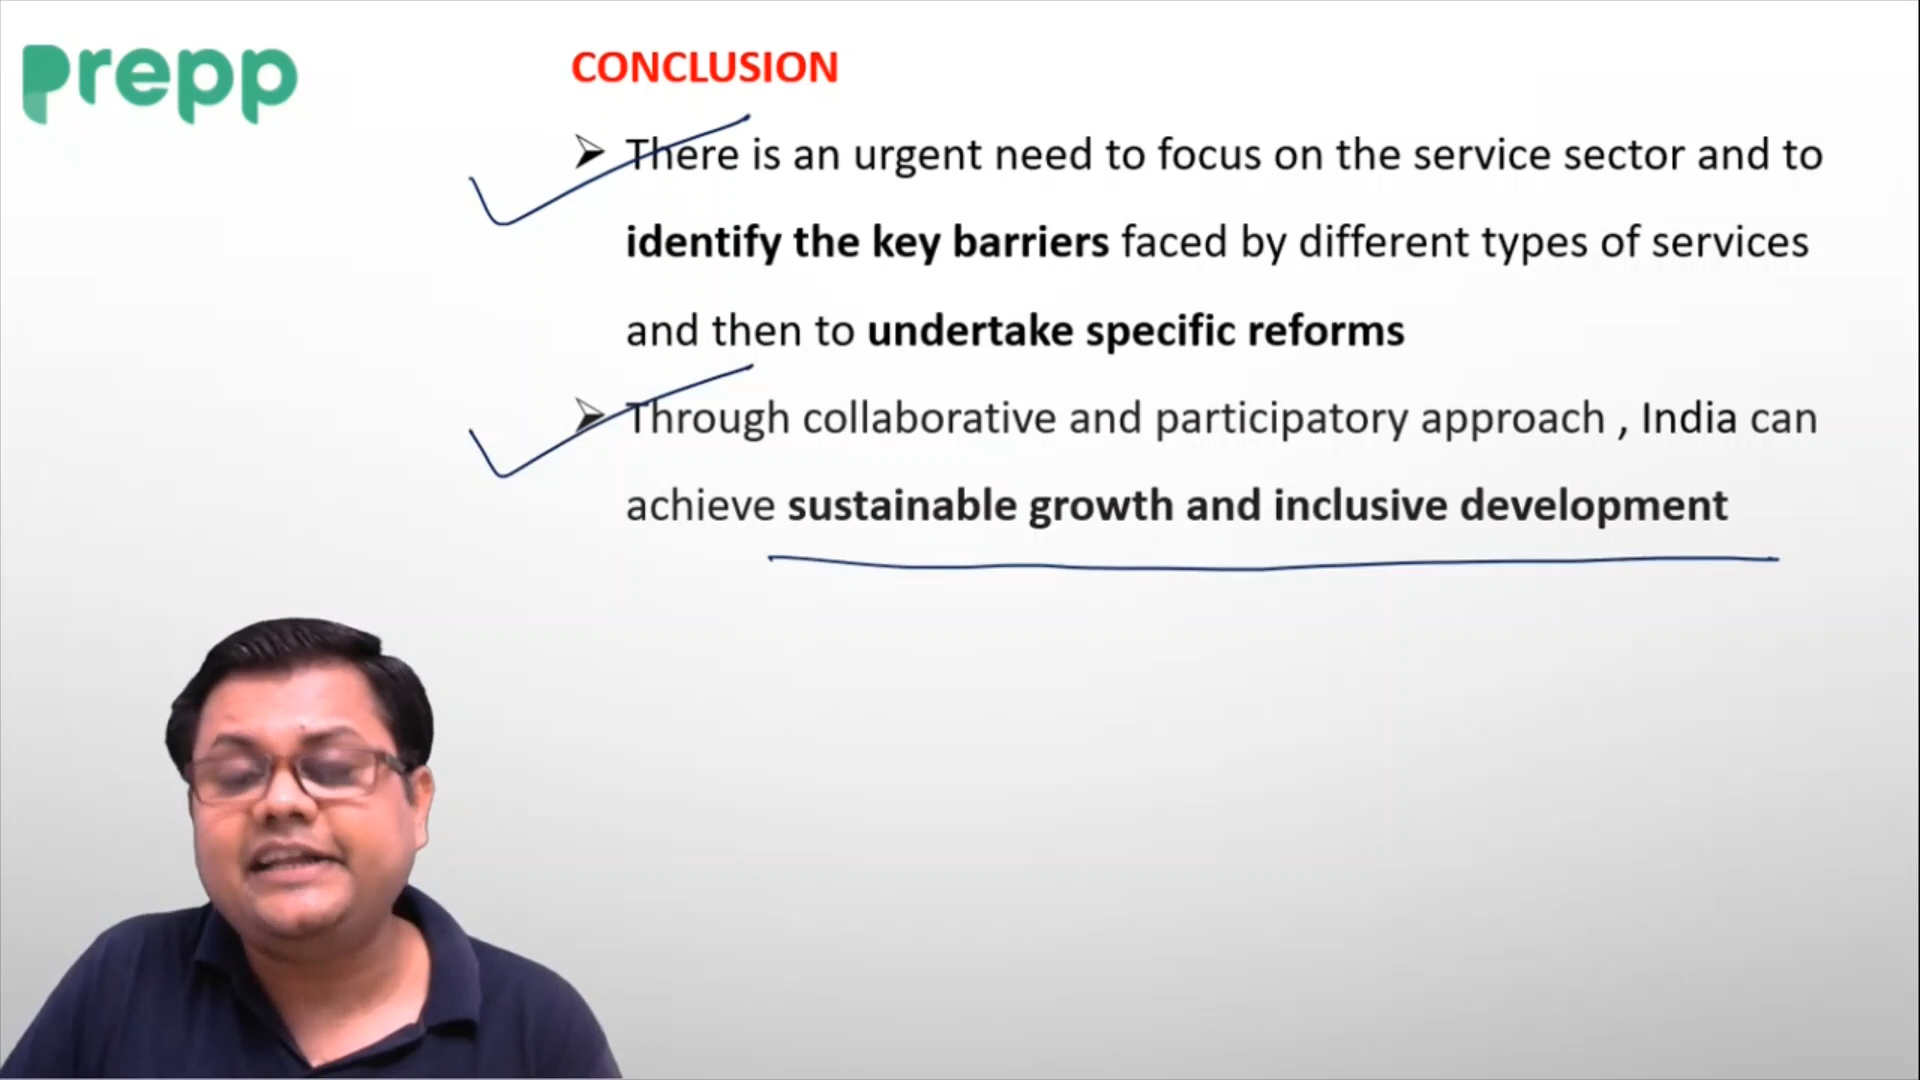 prepp
CONCLUSION
There is an urgent need to focus on the service sector and to
identify the key barriers faced by different types of services
and then to undertake specific reforms
Through collaborative and participatory approach , India can
achieve sustainable growth and inclusive development